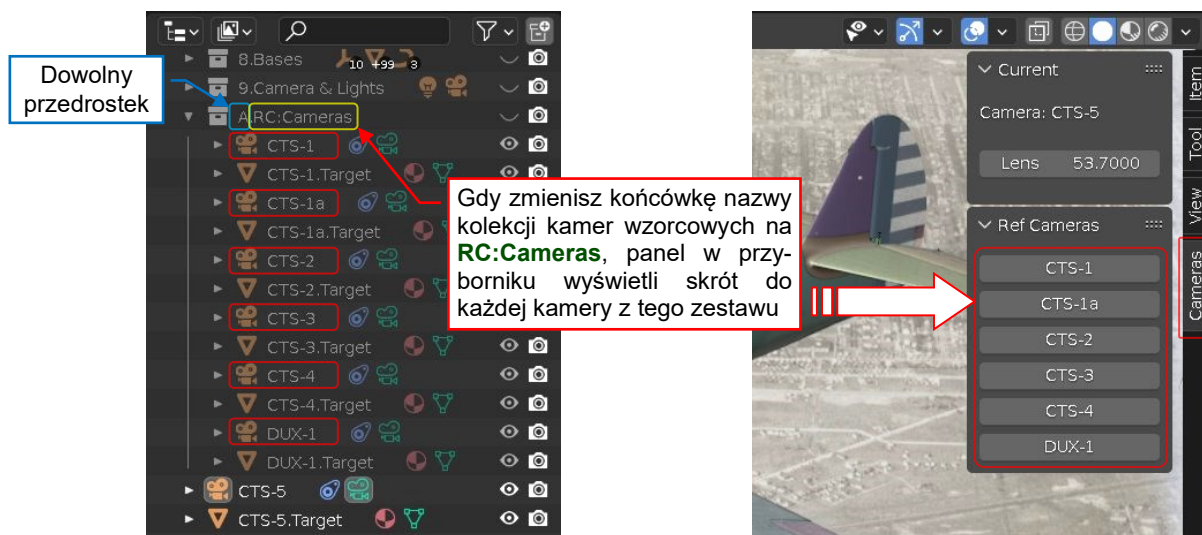 Dowolny
przedrostek
8.Bases 10 +99 3
9.Camera & Lights
A.RC:Cameras
CTS-1
CTS-1.Target
CTS-1a
CTS-1a.Target
CTS-2
CTS-2.Target
CTS-3
CTS-3.Target
CTS-4
CTS-4.Target
DUX-1
DUX-1.Target
CTS-5
CTS-5.Target
Gdy zmienisz końcówkę nazwy
kolekcji kamer wzorcowych na
RC:Cameras, panel w przy-
borniku wyświetli skrót do
każdej kamery z tego zestawu
Current
Camera: CTS-5
Lens 53.7000
Ref Cameras
CTS-1
CTS-1a
CTS-2
CTS-3
CTS-4
DUX-1
Item
Tool
View
Cameras